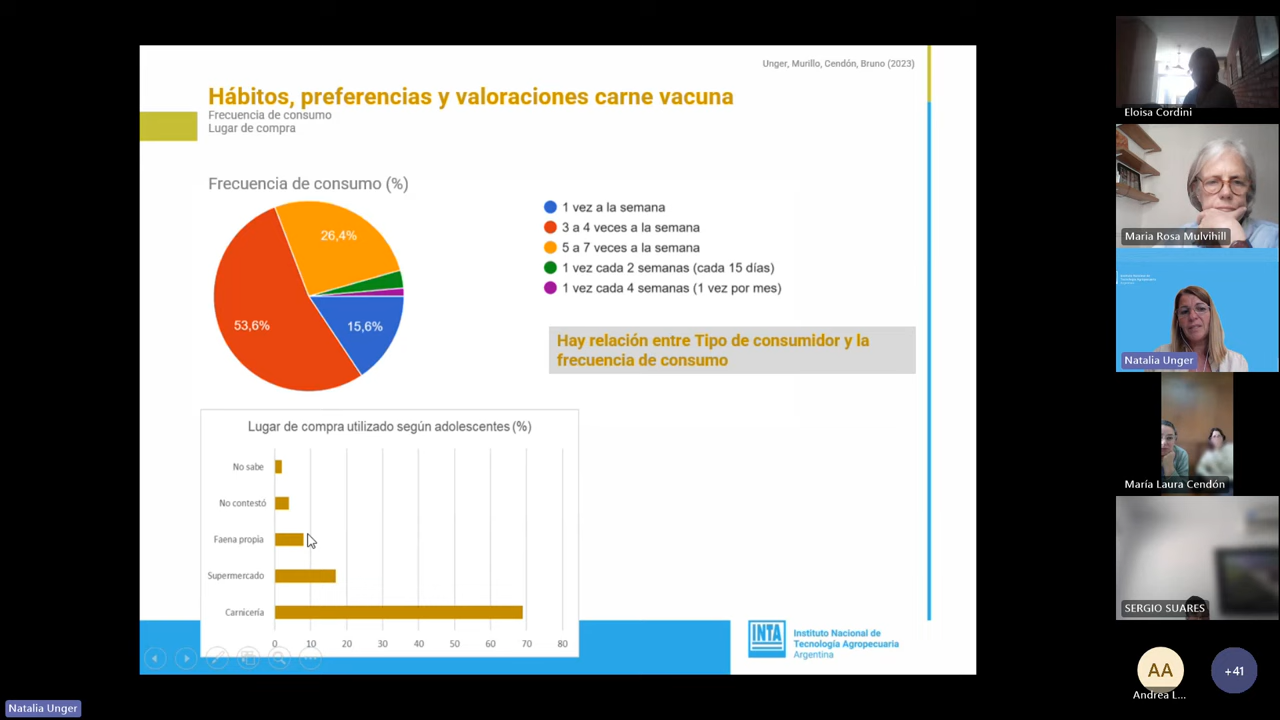 Unger, Murillo, Cendón, Bruno (2023)
Hábitos, preferencias y valoraciones carne vacuna
Frecuencia de consumo
Lugar de compra
Frecuencia de consumo (%)
26,4%
53,6%
15,6%
1 vez a la semana
3 a 4 veces a la semana
5 a 7 veces a la semana
1 vez cada 2 semanas (cada 15 días)
1 vez cada 4 semanas (1 vez por mes)
Hay relación entre Tipo de consumidor y la
frecuencia de consumo
Lugar de compra utilizado según adolescentes (%)
No sabe
No contestó
Faena propia
Supermercado
Carnicería
0 10 20 30 40 50 60 70 80
INTA
Instituto Nacional de
Tecnología Agropecuaria
Argentina
Eloisa Cordini
Maria Rosa Mulvihill
Natalia Unger
María Laura Cendón
SERGIO SUARES
AA
Andrea L...
+41
Natalia Unger